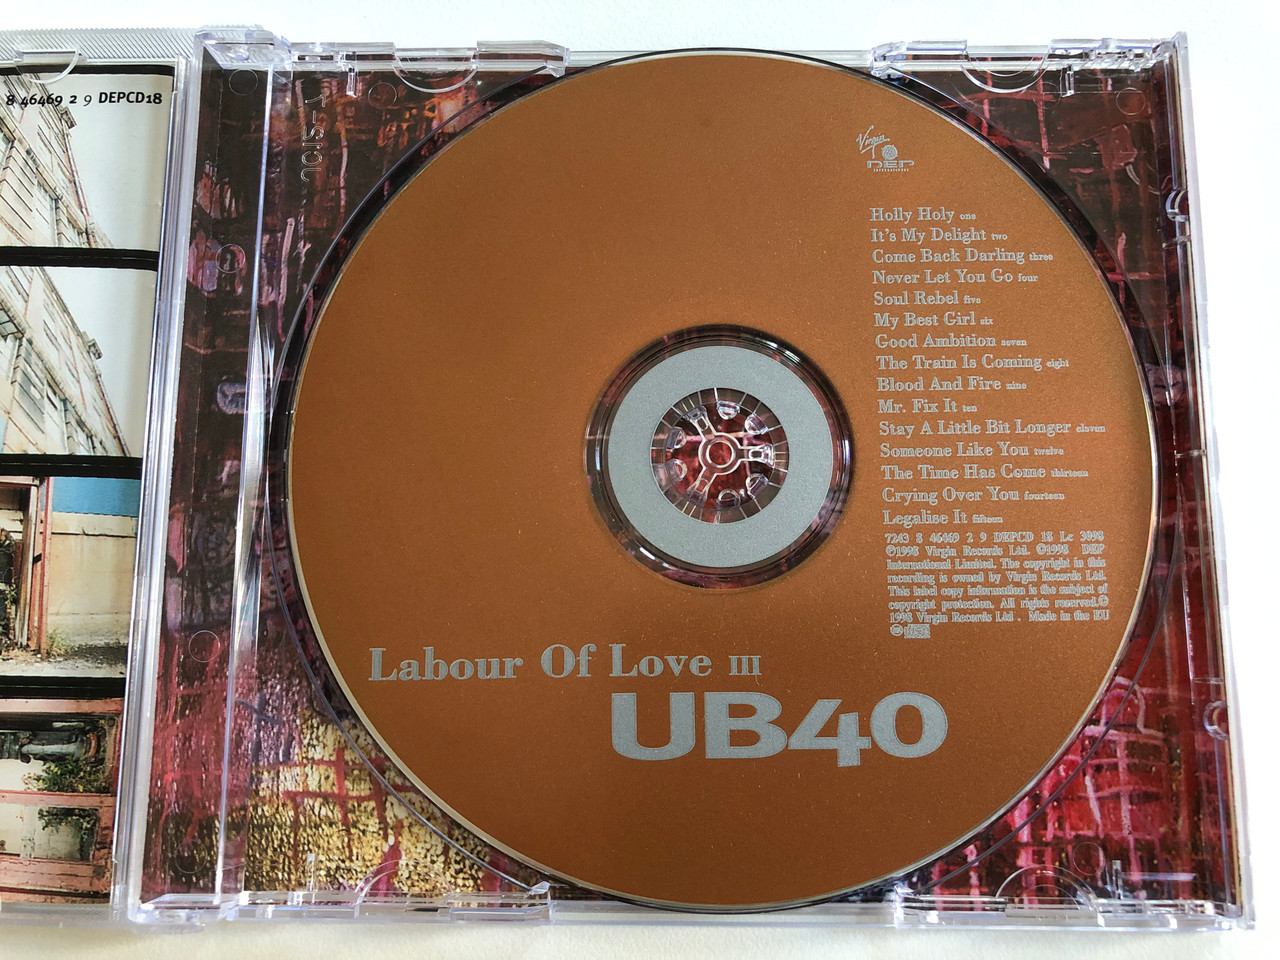 8 46469 2 9 DEPCD18
Virgin
DEP
INTERNATIONAL
Holly Holy one
It's My Delight two
Come Back Darling three
Never Let You Go four
Soul Rebel five
My Best Girl six
Good Ambition seven
The Train Is Coming eight
Blood And Fire nine
Mr. Fix It ten
Stay A Little Bit Longer eleven
Someone Like You twelve
The Time Has Come thirteen
Crying Over You fourteen
Legalise It fifteen
7243 8 46469 2 9 DEPCD 18 Lc 3098
℗1998 Virgin Records Ltd. ©1998 DEP
International Limited. The copyright in this
recording is owned by Virgin Records Ltd.
This label copy information is the subject of
copyright protection. All rights reserved.©
1998 Virgin Records Ltd . Made in the EU
Labour Of Love III
UB40